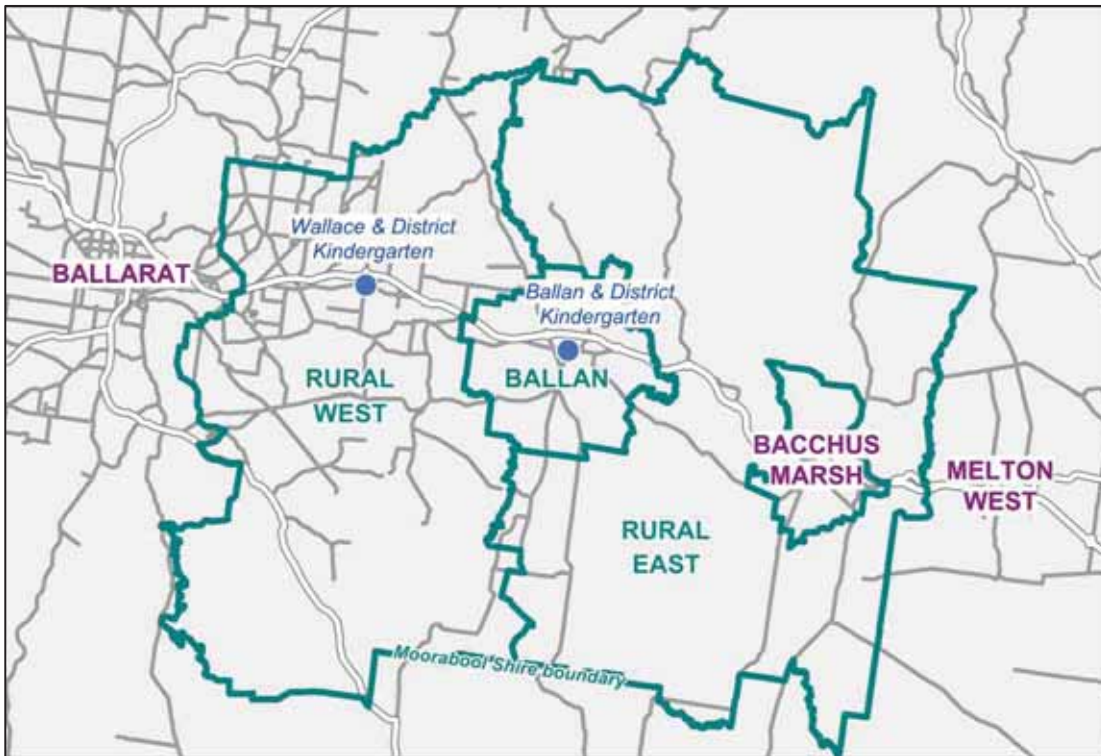 Wallace & District
Kindergarten
BALLARAT
Ballan & District
Kindergarten
RURAL
WEST
BALLAN
BACCHUS
MARSH
MELTON
WEST
RURAL
EAST
Moorabool Shire boundary